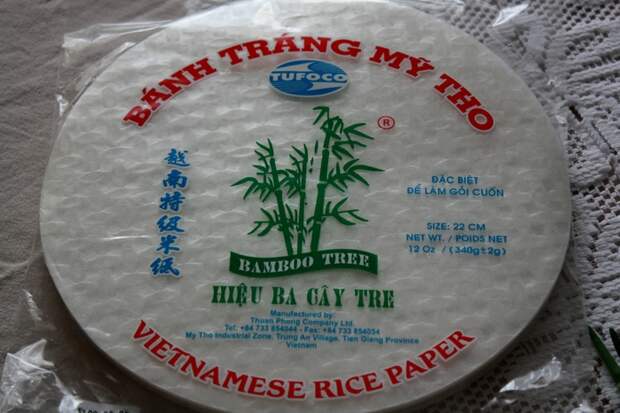 BÁNH TRÁNG MỸ THO
TUFOCO
®
越南特級米紙
ĐẶC BIỆT
ĐỂ LÀM GỎI CUỐN
SIZE: 22 CM
NET WT. / POIDS NET
12 Oz / (340g±2g)
BAMBOO TREE
HIỆU BA CÂY TRE
Manufactured by:
Thuan Phong Company Ltd.
Tel: +84 733 854044 - Fax: +84 733 854034
My Tho Industrial Zone, Trung An Village, Tien Giang Province
Vietnam
VIETNAMESE RICE PAPER